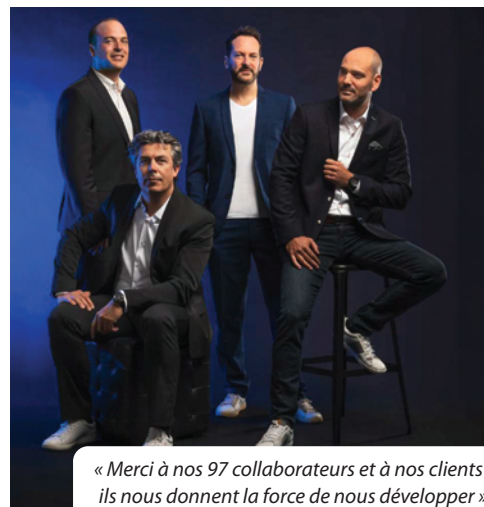 « Merci à nos 97 collaborateurs et à nos clients
ils nous donnent la force de nous développer »